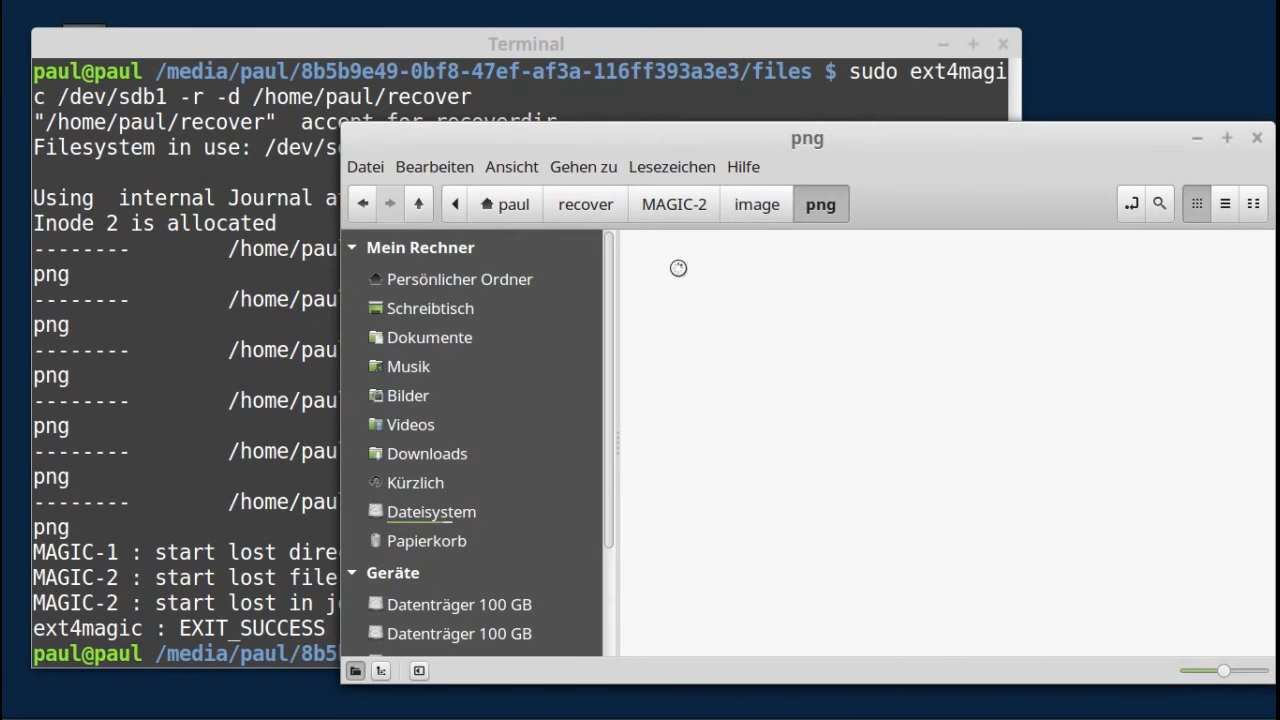 Terminal
paul@paul /media/paul/8b5b9e49-0bf8-47ef-af3a-116ff393a3e3/files $ sudo ext4magi
c /dev/sdb1 -r -d /home/paul/recover
"/home/paul/recover" accept for recoverdir
Filesystem in use: /dev/s
Using internal Journal a
Inode 2 is allocated
-------- /home/pau
png
-------- /home/pau
png
-------- /home/pau
png
-------- /home/pau
png
-------- /home/pau
png
-------- /home/pau
png
MAGIC-1 : start lost dire
MAGIC-2 : start lost file
MAGIC-2 : start lost in j
ext4magic : EXIT_SUCCESS
paul@paul /media/paul/8b5
png
Datei Bearbeiten Ansicht Gehen zu Lesezeichen Hilfe
paul recover MAGIC-2 image png
Mein Rechner
Persönlicher Ordner
Schreibtisch
Dokumente
Musik
Bilder
Videos
Downloads
Kürzlich
Dateisystem
Papierkorb
Geräte
Datenträger 100 GB
Datenträger 100 GB